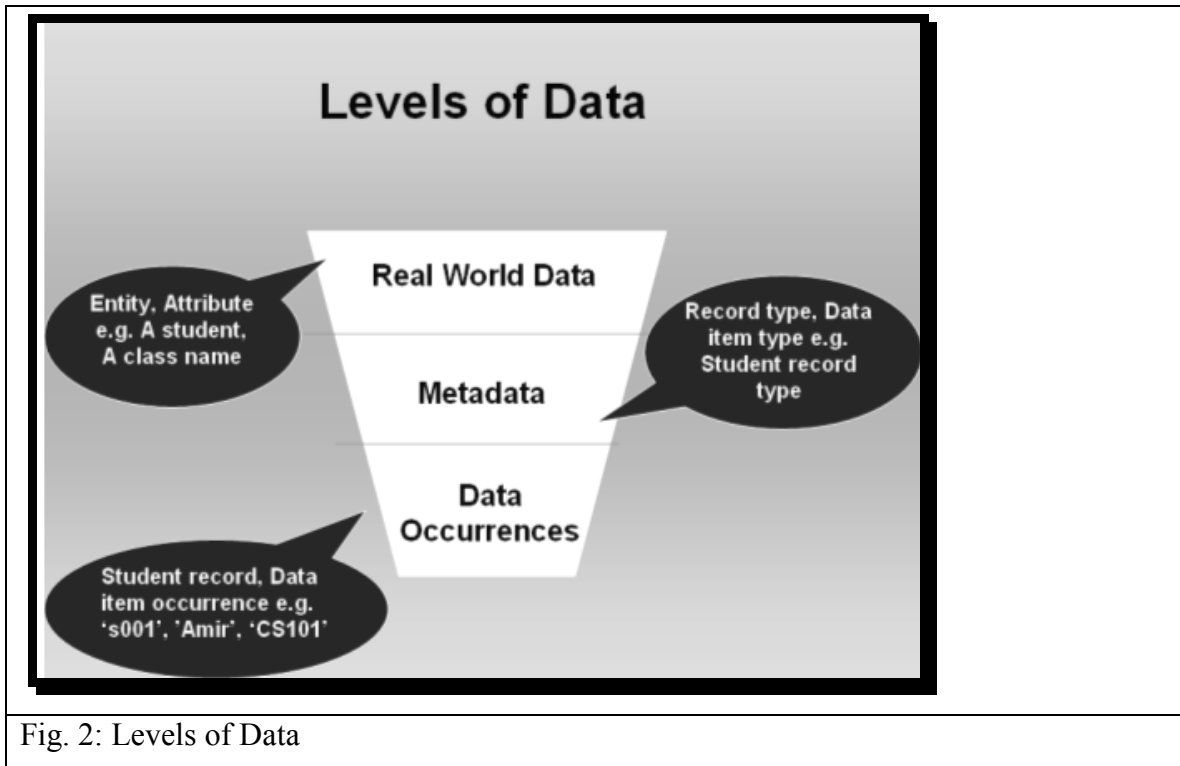 Levels of Data
Real World Data
Entity, Attribute
e.g. A student,
A class name
Record type, Data
item type e.g.
Student record
type
Metadata
Data
Occurrences
Student record, Data
item occurrence e.g.
‘s001’, ’Amir’, ‘CS101’
Fig. 2: Levels of Data